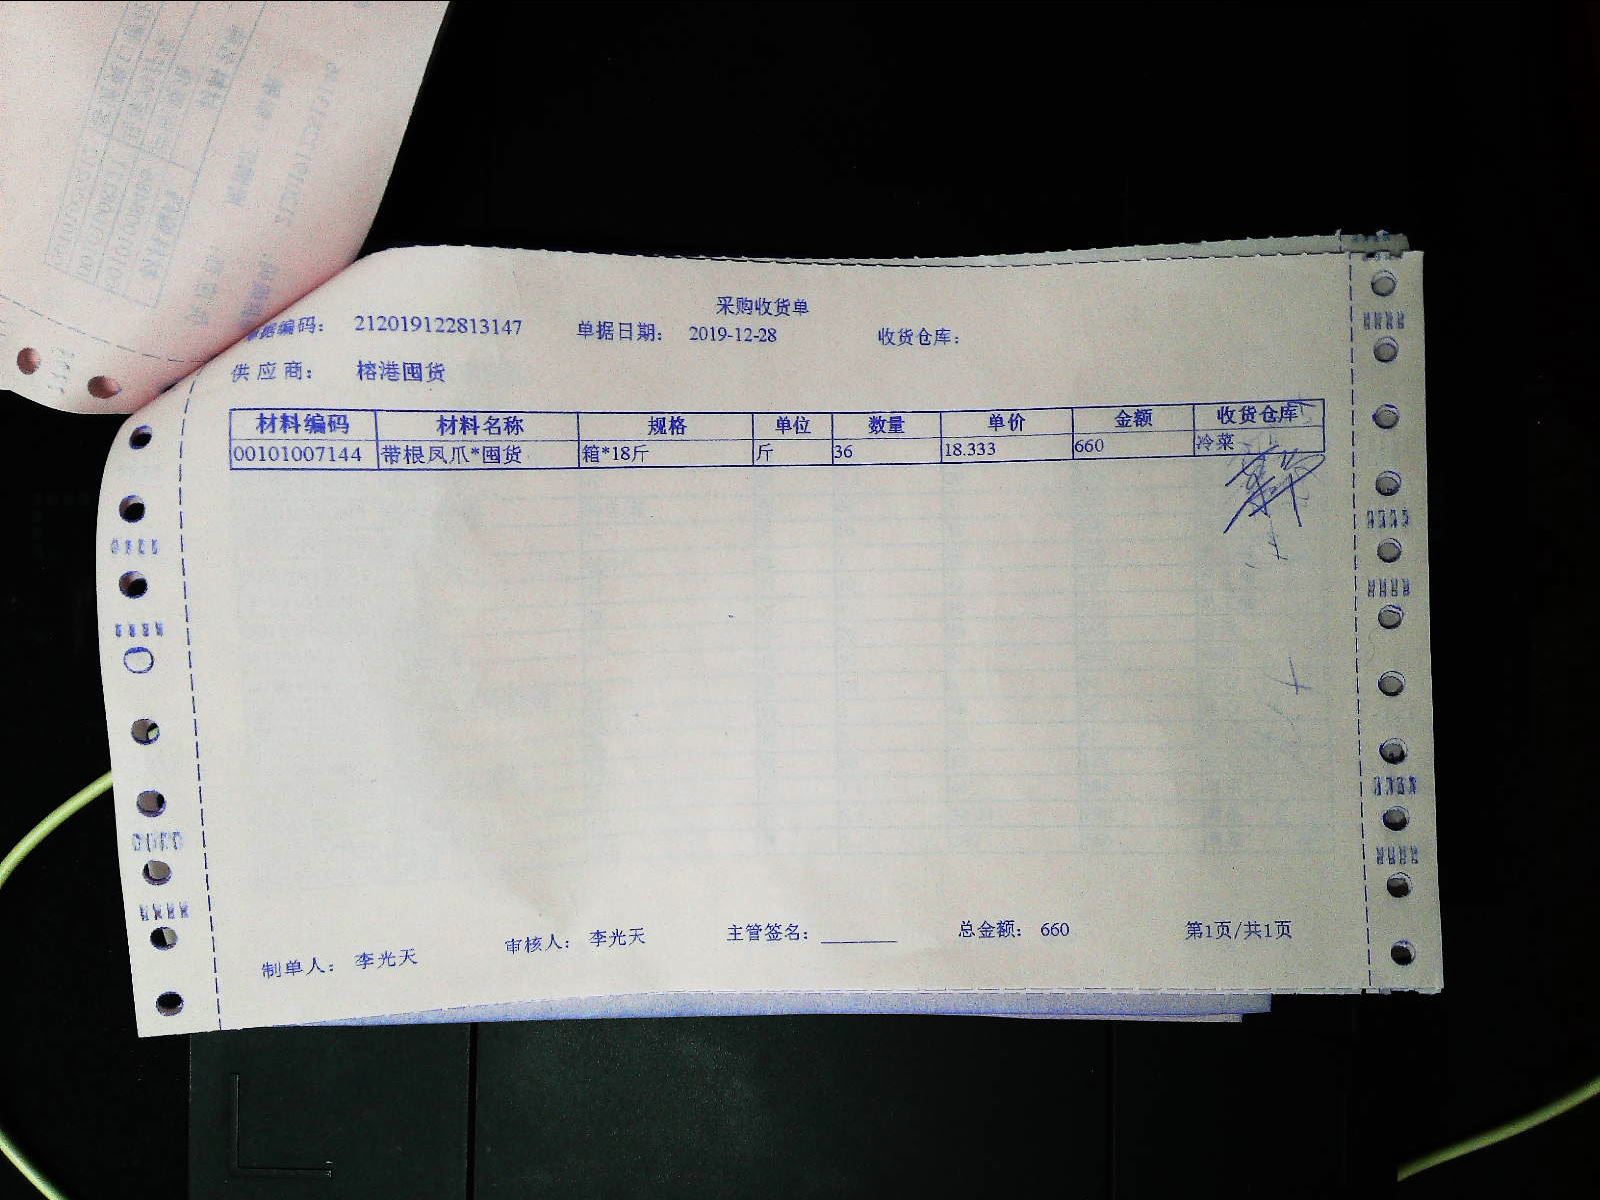 采购收货单
单据编码： 212019122813147 单据日期： 2019-12-28 收货仓库：
供应商： 榕港囤货
材料编码 材料名称 规格 单位 数量 单价 金额 收货仓库
00101007144 带根凤爪*囤货 箱*18斤 斤 36 18.333 660 冷菜
制单人： 李光天 审核人： 李光天 主管签名： 总金额： 660 第1页/共1页